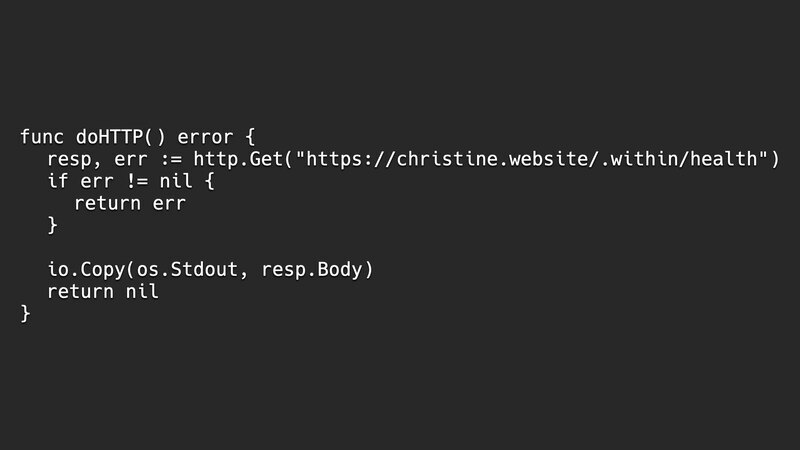 func doHTTP() error {
resp, err := http.Get("https://christine.website/.within/health")
if err != nil {
return err
}
io.Copy(os.Stdout, resp.Body)
return nil
}